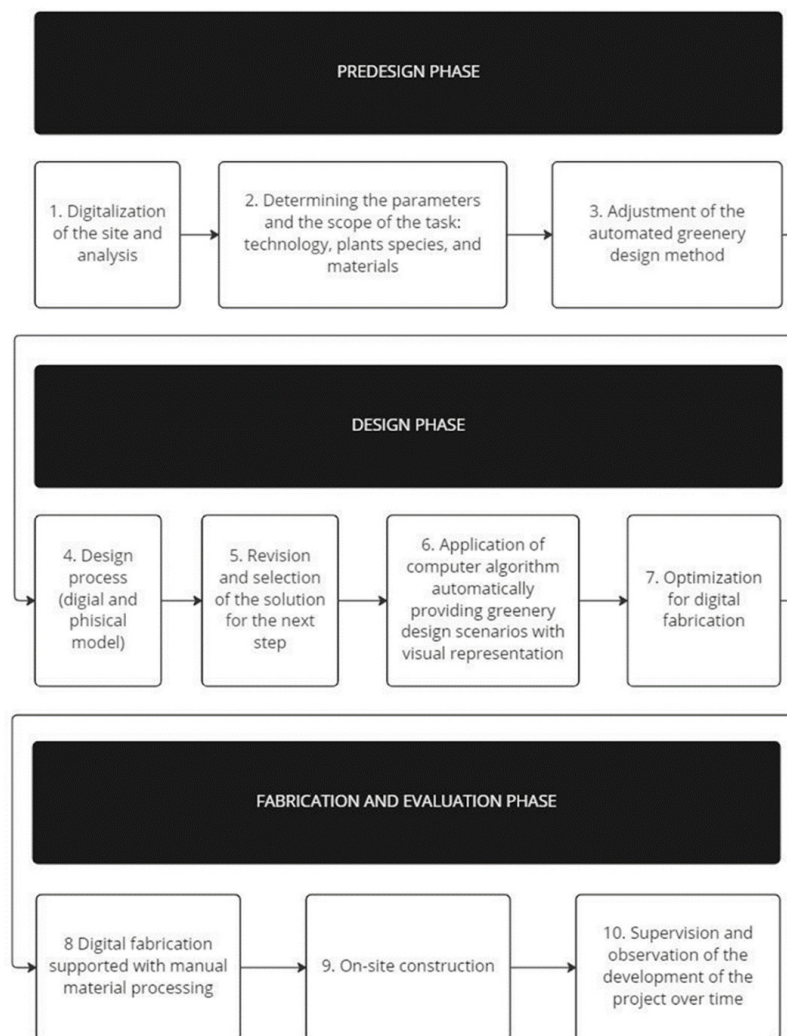 PREDESIGN PHASE
1. Digitalization
of the site and
analysis
2. Determining the parameters
and the scope of the task:
technology, plants species, and
materials
3. Adjustment of the
automated greenery
design method
DESIGN PHASE
4. Design
process
(digial and
phisical
model)
5. Revision
and selection
of the solution
for the next
step
6. Application of
computer algorithm
automatically
providing greenery
design scenarios with
visual representation
7. Optimization
for digital
fabrication
FABRICATION AND EVALUATION PHASE
8 Digital fabrication
supported with manual
material processing
9. On-site construction
10. Supervision and
observation of the
development of the
project over time